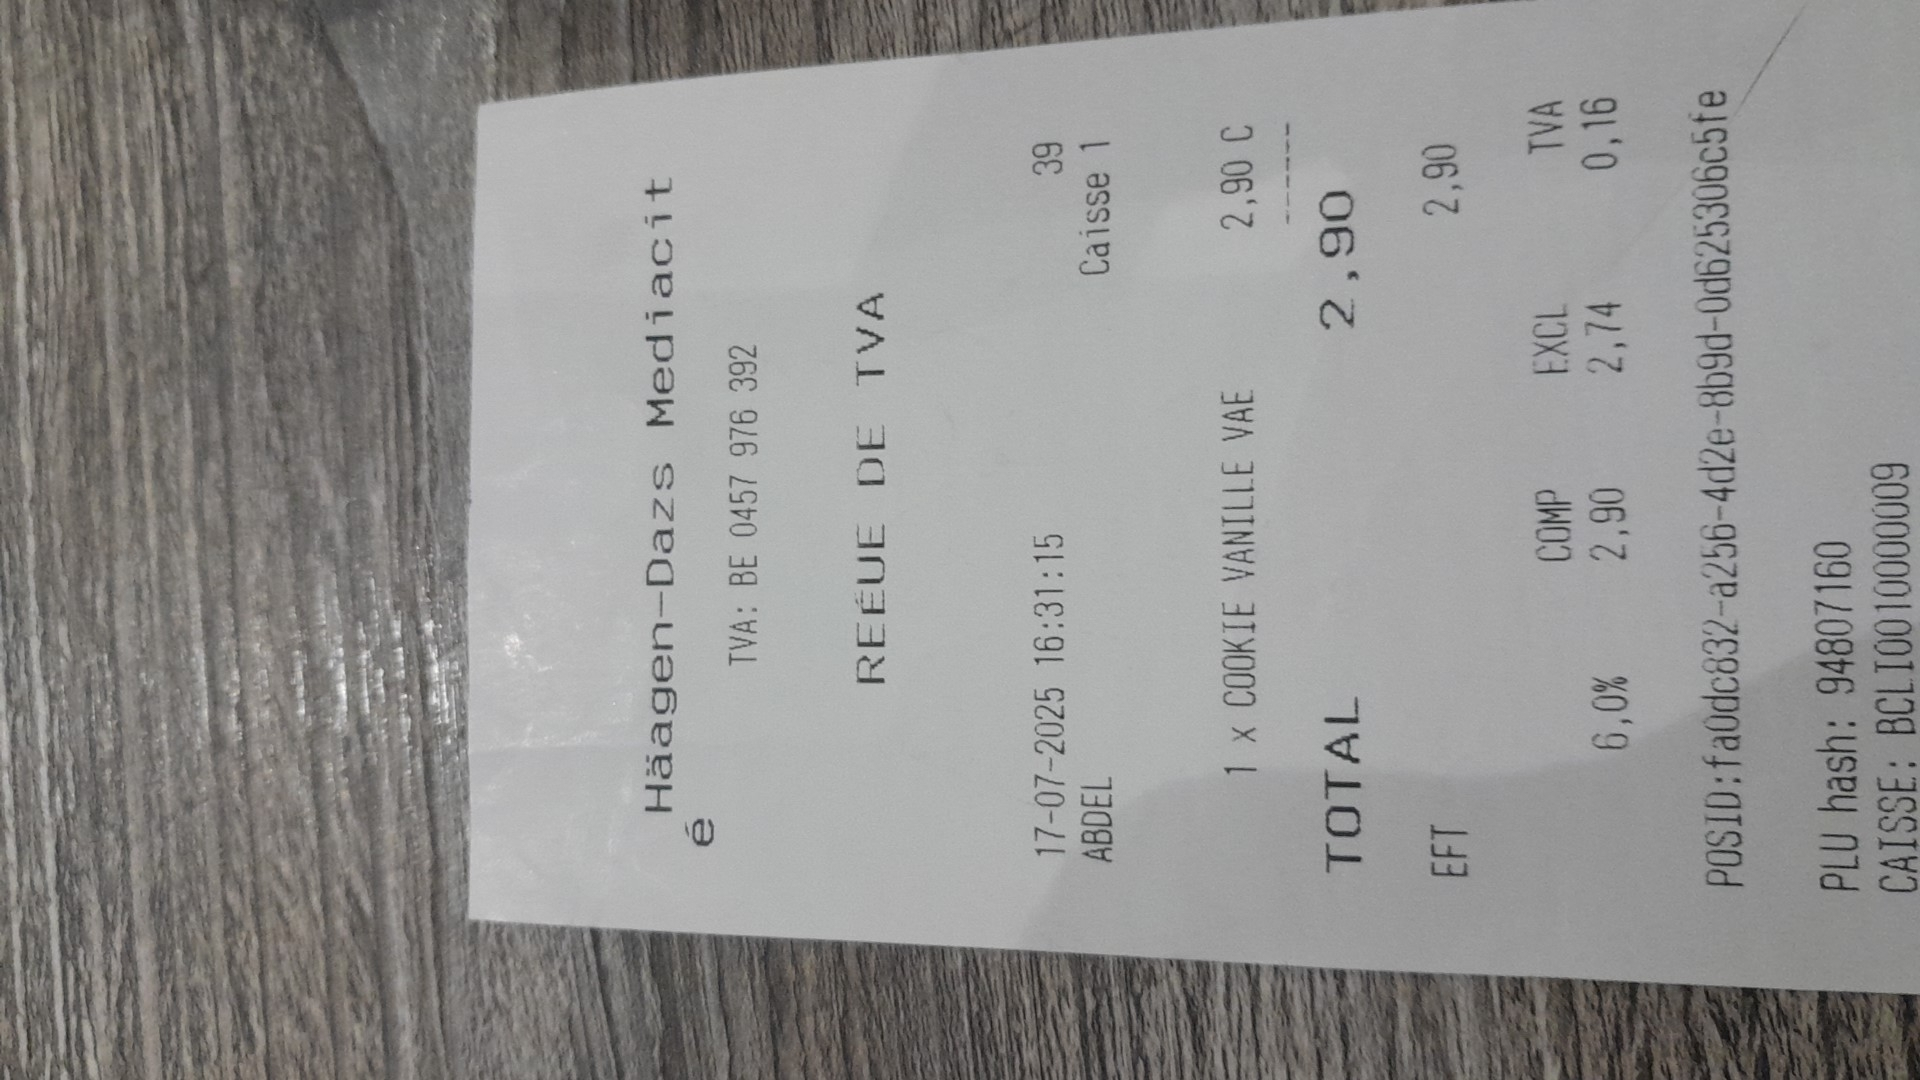 Häagen-Dazs Mediacit
é
TVA: BE 0457 976 392
REÉUE DE TVA
17-07-2025 16:31:15 39
ABDEL Caisse 1
1 x COOKIE VANILLE VAE 2,90 C
-------
TOTAL 2,90
EFT 2,90
COMP EXCL TVA
6,0% 2,90 2,74 0,16
POSID:fa0dc832-a256-4d2e-8b9d-0d625306c5fe
PLU hash: 94807160
CAISSE: BCLI0010000009